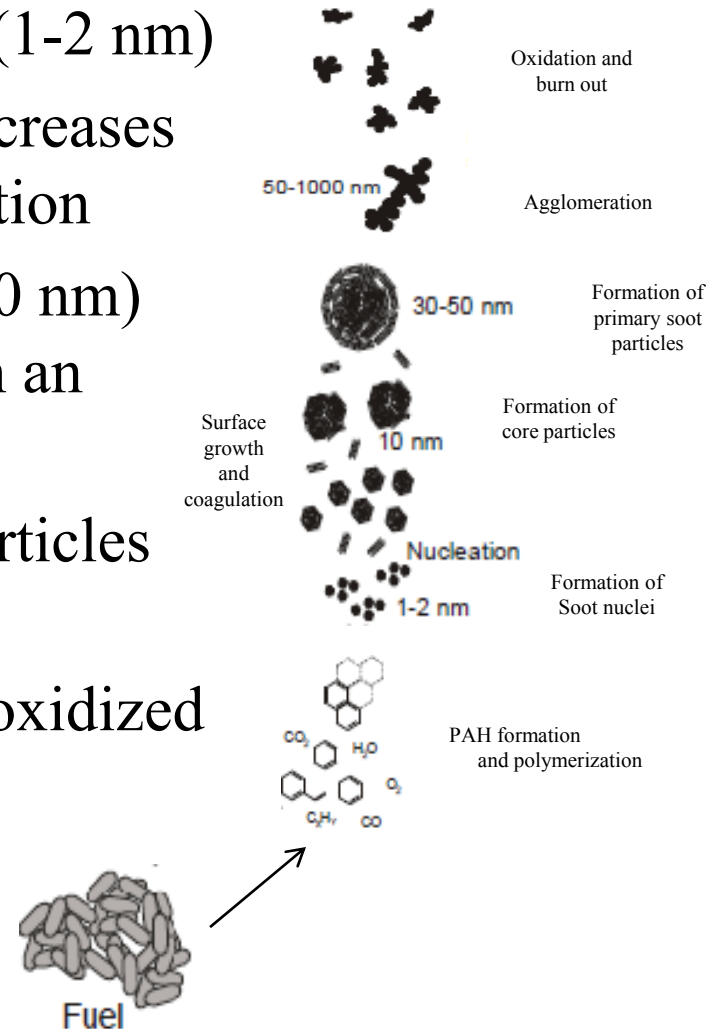 (1-2 nm)
creases
tion
0 nm)
an
rticles
oxidized
Oxidation and
burn out
50-1000 nm
Agglomeration
30-50 nm
Formation of
primary soot
particles
Surface
growth
and
coagulation
Formation of
core particles
10 nm
Nucleation
1-2 nm
Formation of
Soot nuclei
PAH formation
and polymerization
CO₂
H₂O
O₂
CₓHᵧ
CO
Fuel